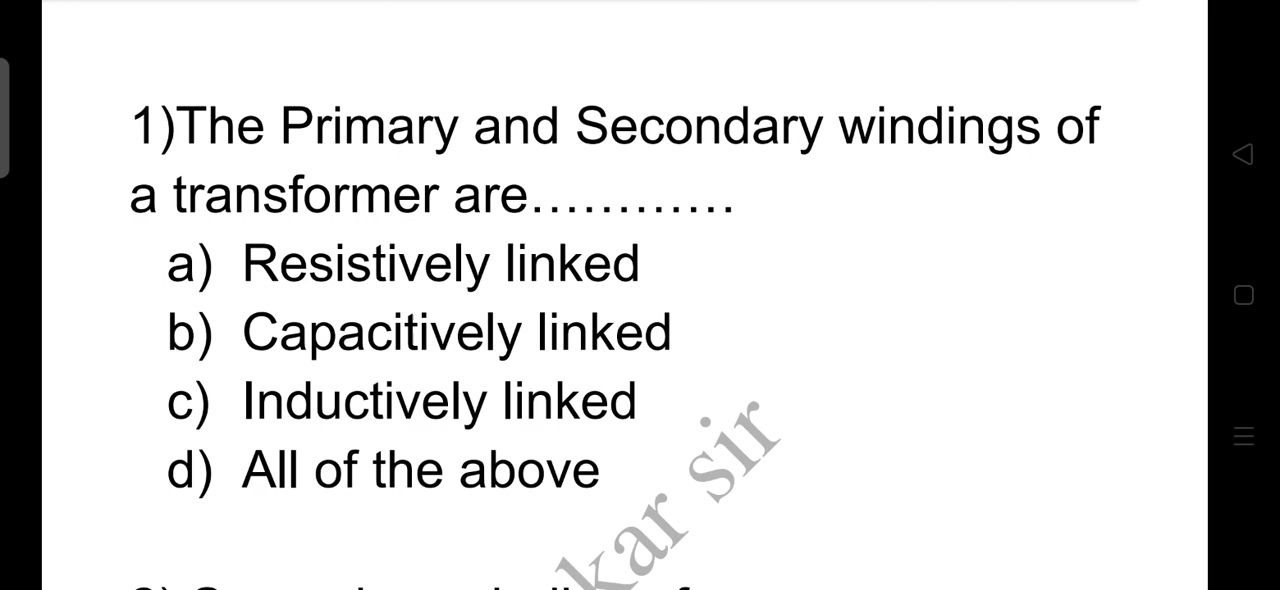 1)The Primary and Secondary windings of
a transformer are............
a) Resistively linked
b) Capacitively linked
c) Inductively linked
d) All of the above
kar sir